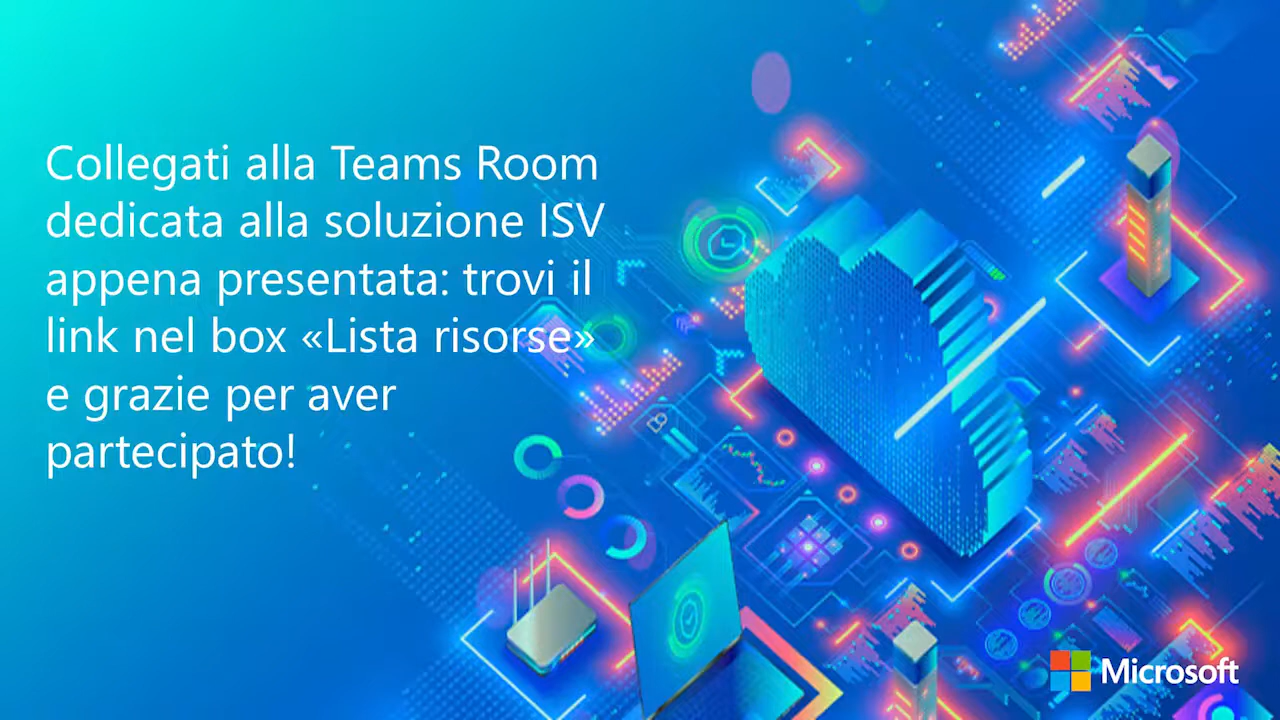 Collegati alla Teams Room
dedicata alla soluzione ISV
appena presentata: trovi il
link nel box «Lista risorse»
e grazie per aver
partecipato!
Microsoft